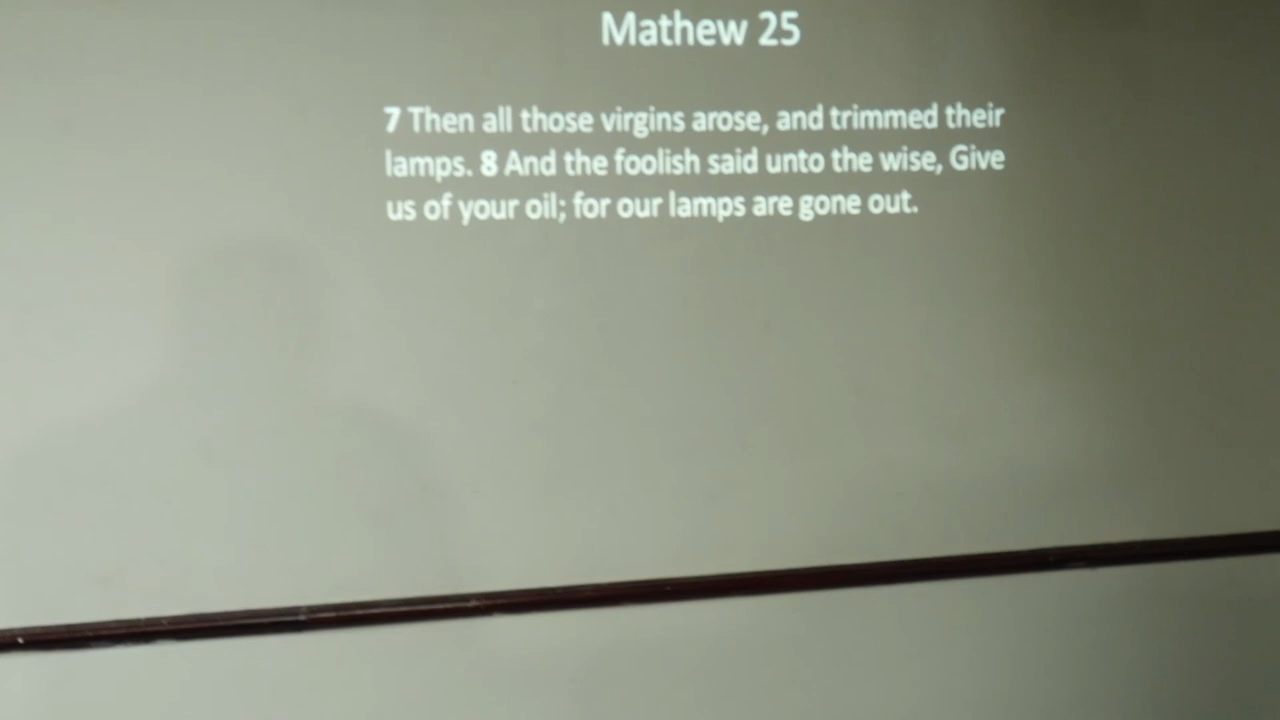 Mathew 25
7 Then all those virgins arose, and trimmed their
lamps. 8 And the foolish said unto the wise, Give
us of your oil; for our lamps are gone out.